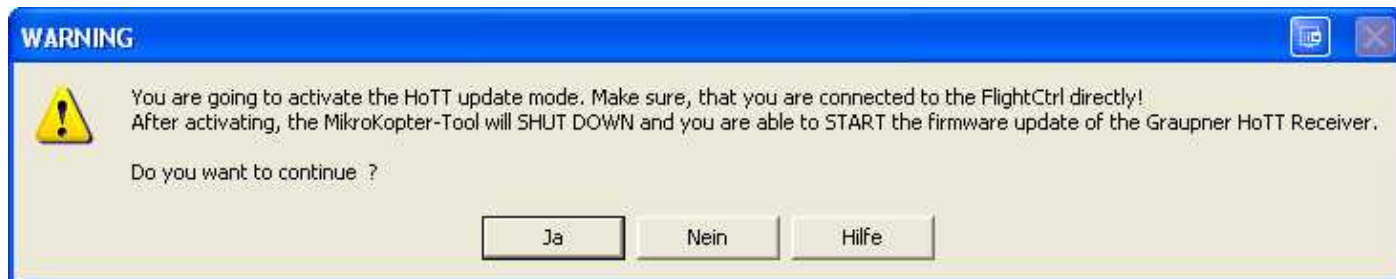 WARNING
You are going to activate the HoTT update mode. Make sure, that you are connected to the FlightCtrl directly!
After activating, the MikroKopter-Tool will SHUT DOWN and you are able to START the firmware update of the Graupner HoTT Receiver.
Do you want to continue ?
Ja Nein Hilfe